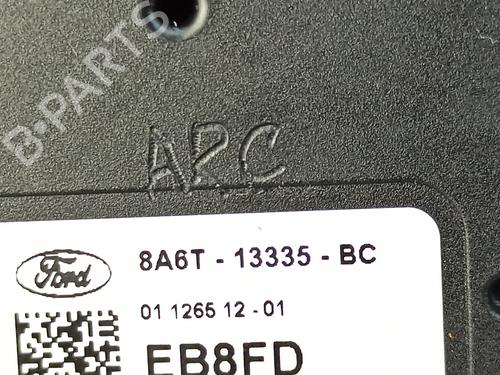 B-PARTS
ARC
Ford
8A6T - 13335 - BC
01 1265 12 - 01
EB8FD